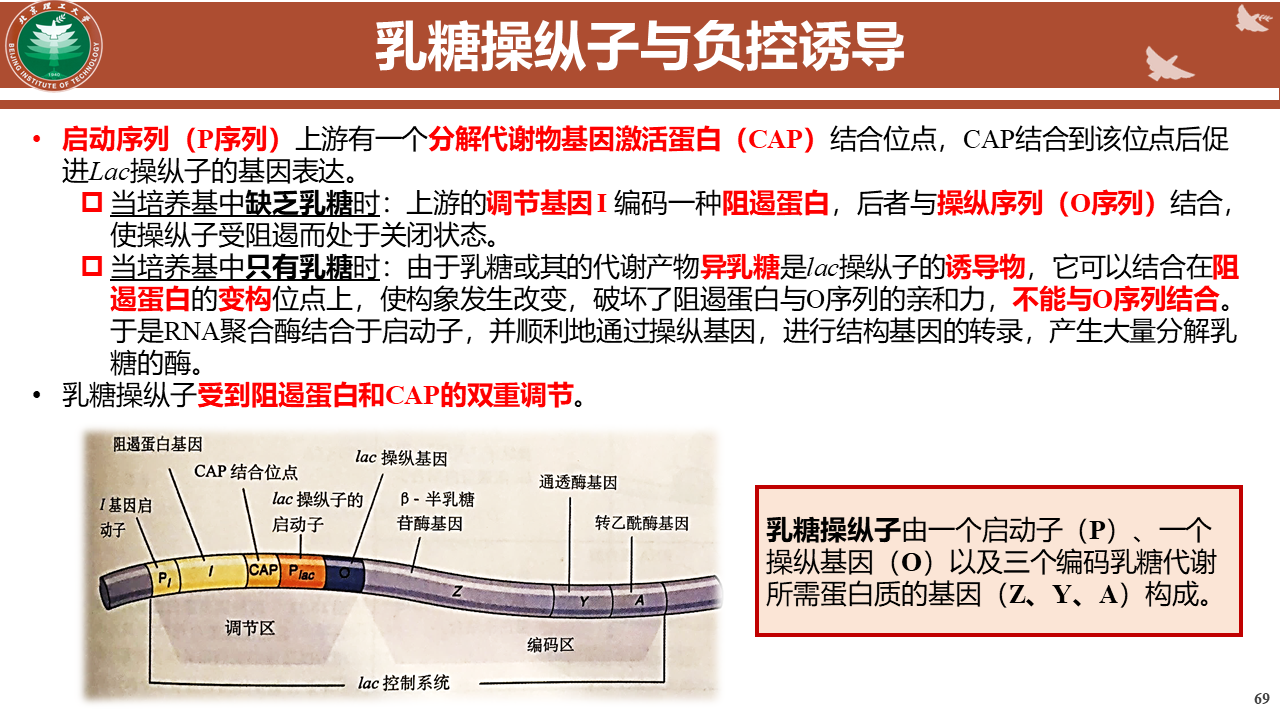 乳糖操纵子与负控诱导
北京理工大学
BEIJING INSTITUTE OF TECHNOLOGY
1940
• 启动序列（P序列）上游有一个分解代谢物基因激活蛋白（CAP）结合位点，CAP结合到该位点后促
进Lac操纵子的基因表达。
当培养基中缺乏乳糖时：上游的调节基因 I 编码一种阻遏蛋白，后者与操纵序列（O序列）结合，
使操纵子受阻遏而处于关闭状态。
当培养基中只有乳糖时：由于乳糖或其的代谢产物异乳糖是lac操纵子的诱导物，它可以结合在阻
遏蛋白的变构位点上，使构象发生改变，破坏了阻遏蛋白与O序列的亲和力，不能与O序列结合。
于是RNA聚合酶结合于启动子，并顺利地通过操纵基因，进行结构基因的转录，产生大量分解乳
糖的酶。
• 乳糖操纵子受到阻遏蛋白和CAP的双重调节。
阻遏蛋白基因
CAP 结合位点
lac 操纵基因
I 基因启
动子
lac 操纵子的
启动子
β - 半乳糖
苷酶基因
通透酶基因
转乙酰酶基因
PI I CAP Plac O Z Y A
调节区
编码区
lac 控制系统
乳糖操纵子由一个启动子（P）、一个
操纵基因（O）以及三个编码乳糖代谢
所需蛋白质的基因（Z、Y、A）构成。
69